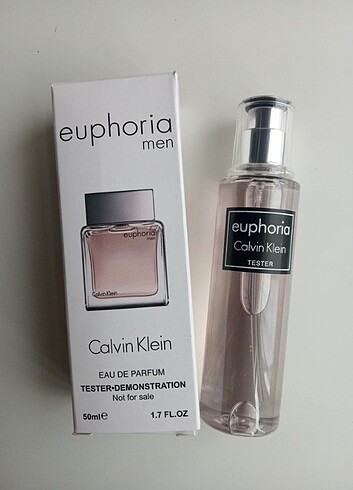 euphoria
men
euphoria
men
Calvin Klein
Calvin Klein
EAU DE PARFUM
TESTER•DEMONSTRATION
Not for sale
50ml℮ 1.7 FL.OZ
euphoria
Calvin Klein
TESTER